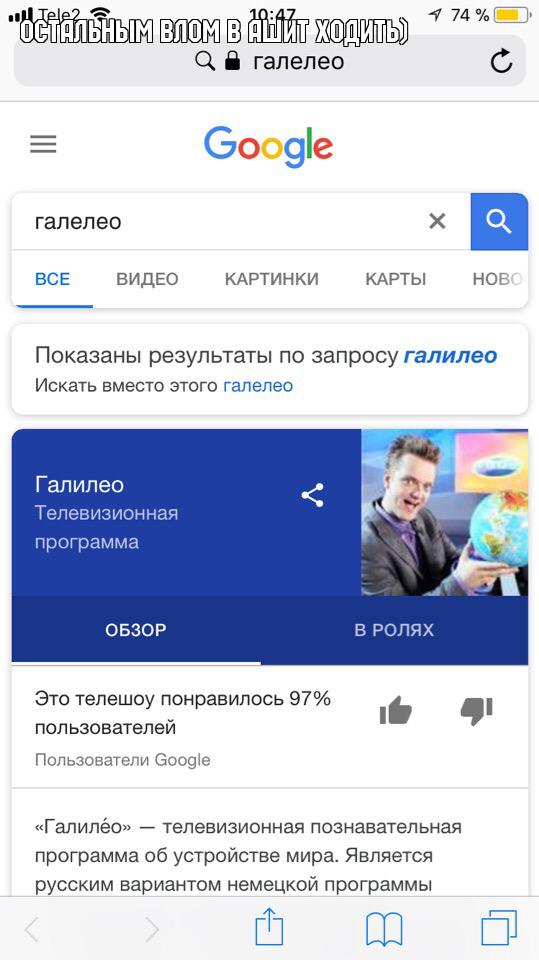 Tele2 10:47 74 %
ОСТАЛЬНЫМ ВЛОМ В АШИТ ХОДИТЬ)
галелео
Google
галелео
ВСЕ ВИДЕО КАРТИНКИ КАРТЫ НОВО
Показаны результаты по запросу галилео
Искать вместо этого галелео
Галилео
Телевизионная
программа
ОБЗОР В РОЛЯХ
Это телешоу понравилось 97%
пользователей
Пользователи Google
«Галиле́о» — телевизионная познавательная
программа об устройстве мира. Является
русским вариантом немецкой программы